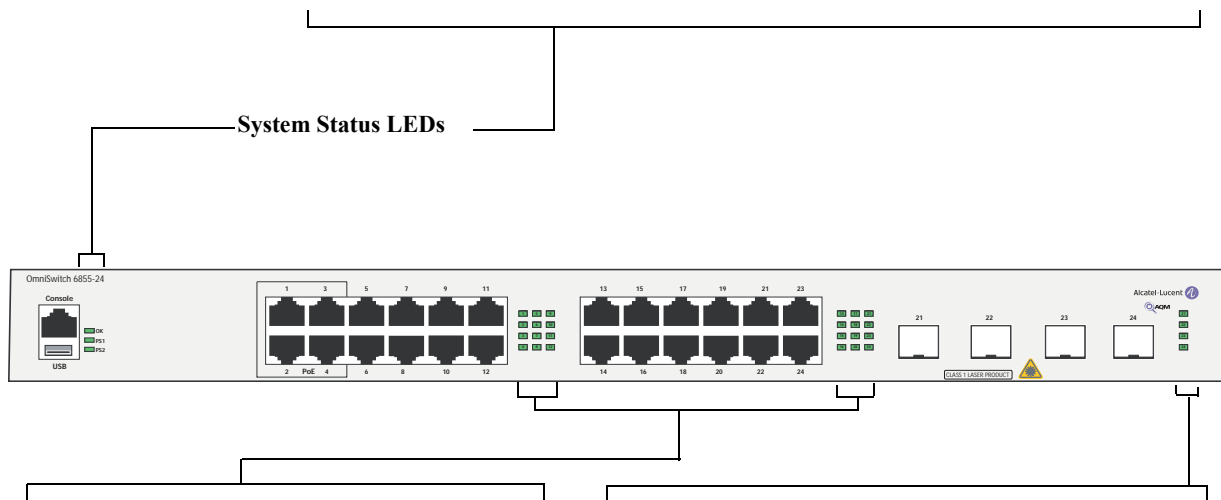 System Status LEDs
OmniSwitch 6855-24
Console
OK
PS1
PS2
USB
1 3 5 7 9 11
2 PoE 4 6 8 10 12
13 15 17 19 21 23
14 16 18 20 22 24
21 22 23 24
CLASS 1 LASER PRODUCT
Alcatel·Lucent
AQM